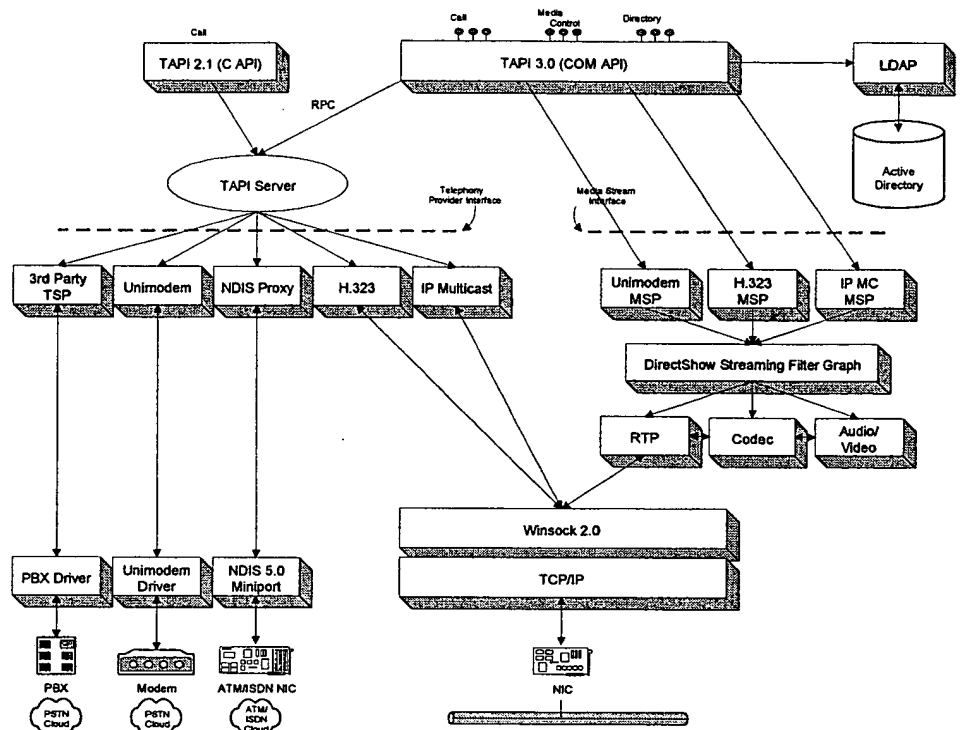 Call
Media
Control
Directory
Call
TAPI 2.1 (C API)
TAPI 3.0 (COM API)
LDAP
RPC
Active
Directory
TAPI Server
Telephony
Provider Interface
Media Stream
Interface
3rd Party
TSP
Unimodem
NDIS Proxy
H.323
IP Multicast
Unimodem
MSP
H.323
MSP
IP MC
MSP
DirectShow Streaming Filter Graph
RTP
Codec
Audio/
Video
Winsock 2.0
PBX Driver
Unimodem
Driver
NDIS 5.0
Miniport
TCP/IP
PBX
Modem
ATM/ISDN NIC
NIC
PSTN
Cloud
PSTN
Cloud
ATM/
ISDN
Cloud